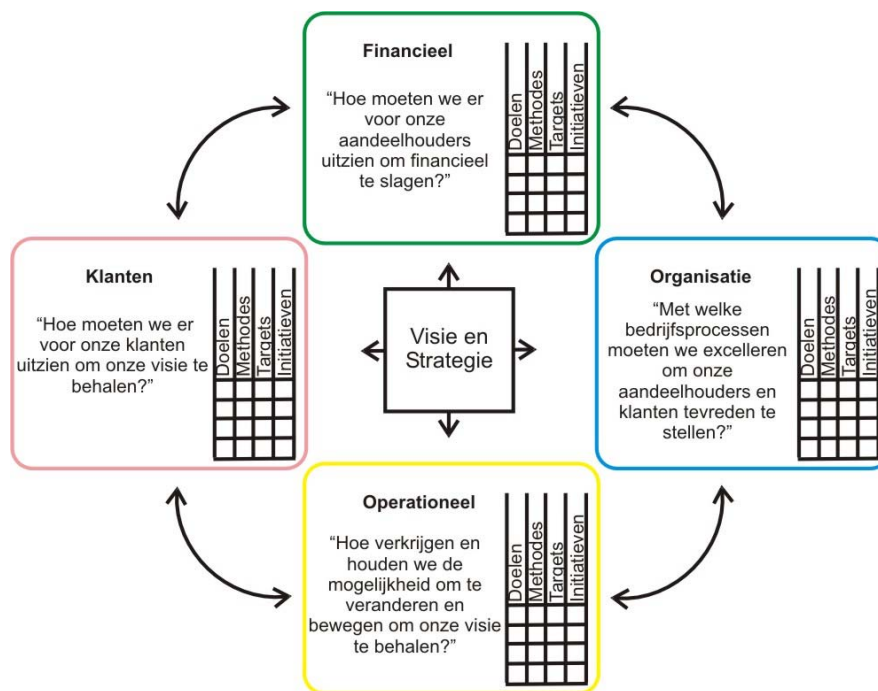 Financieel
“Hoe moeten we er
voor onze
aandeelhouders
uitzien om financieel
te slagen?”
Doelen
Methodes
Targets
Initiatieven
Klanten
“Hoe moeten we er
voor onze klanten
uitzien om onze visie te
behalen?”
Doelen
Methodes
Targets
Initiatieven
Visie en
Strategie
Organisatie
“Met welke
bedrijfsprocessen
moeten we excelleren
om onze
aandeelhouders en
klanten tevreden te
stellen?”
Doelen
Methodes
Targets
Initiatieven
Operationeel
“Hoe verkrijgen en
houden we de
mogelijkheid om te
veranderen en
bewegen om onze visie
te behalen?”
Doelen
Methodes
Targets
Initiatieven